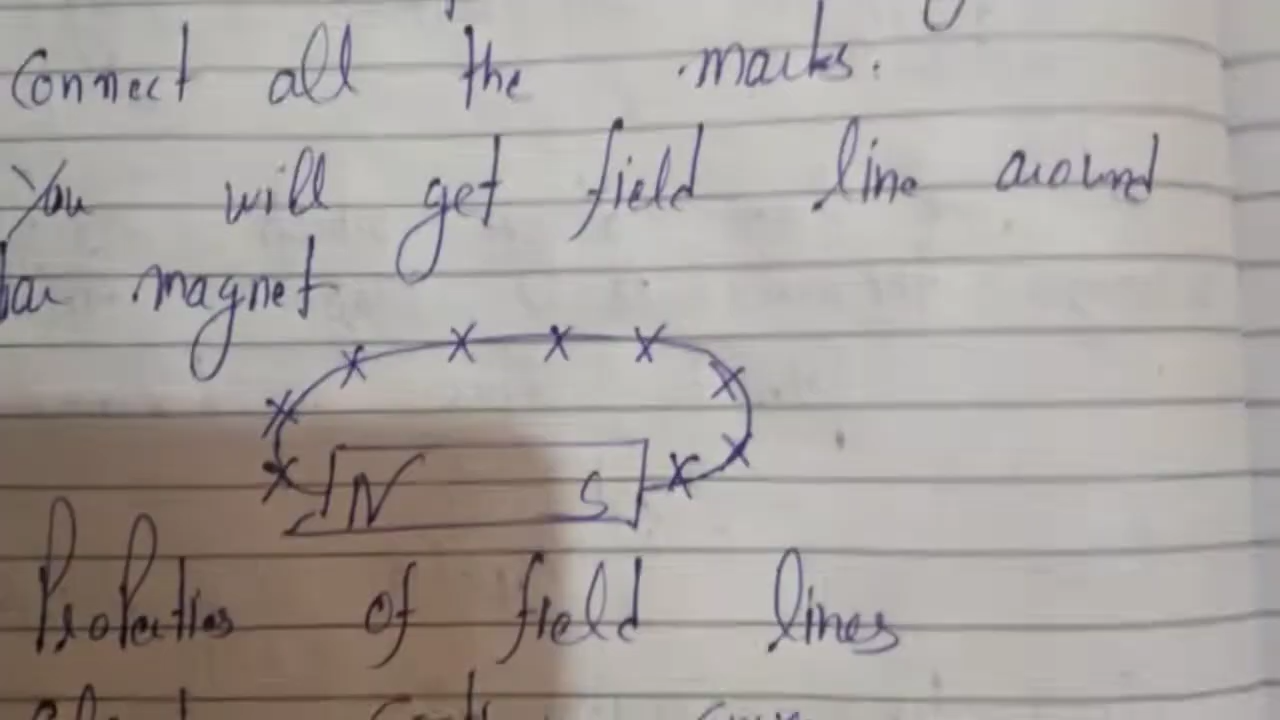 Connect all the marks.
You will get field line around
bar magnet
N S
Properties of field lines